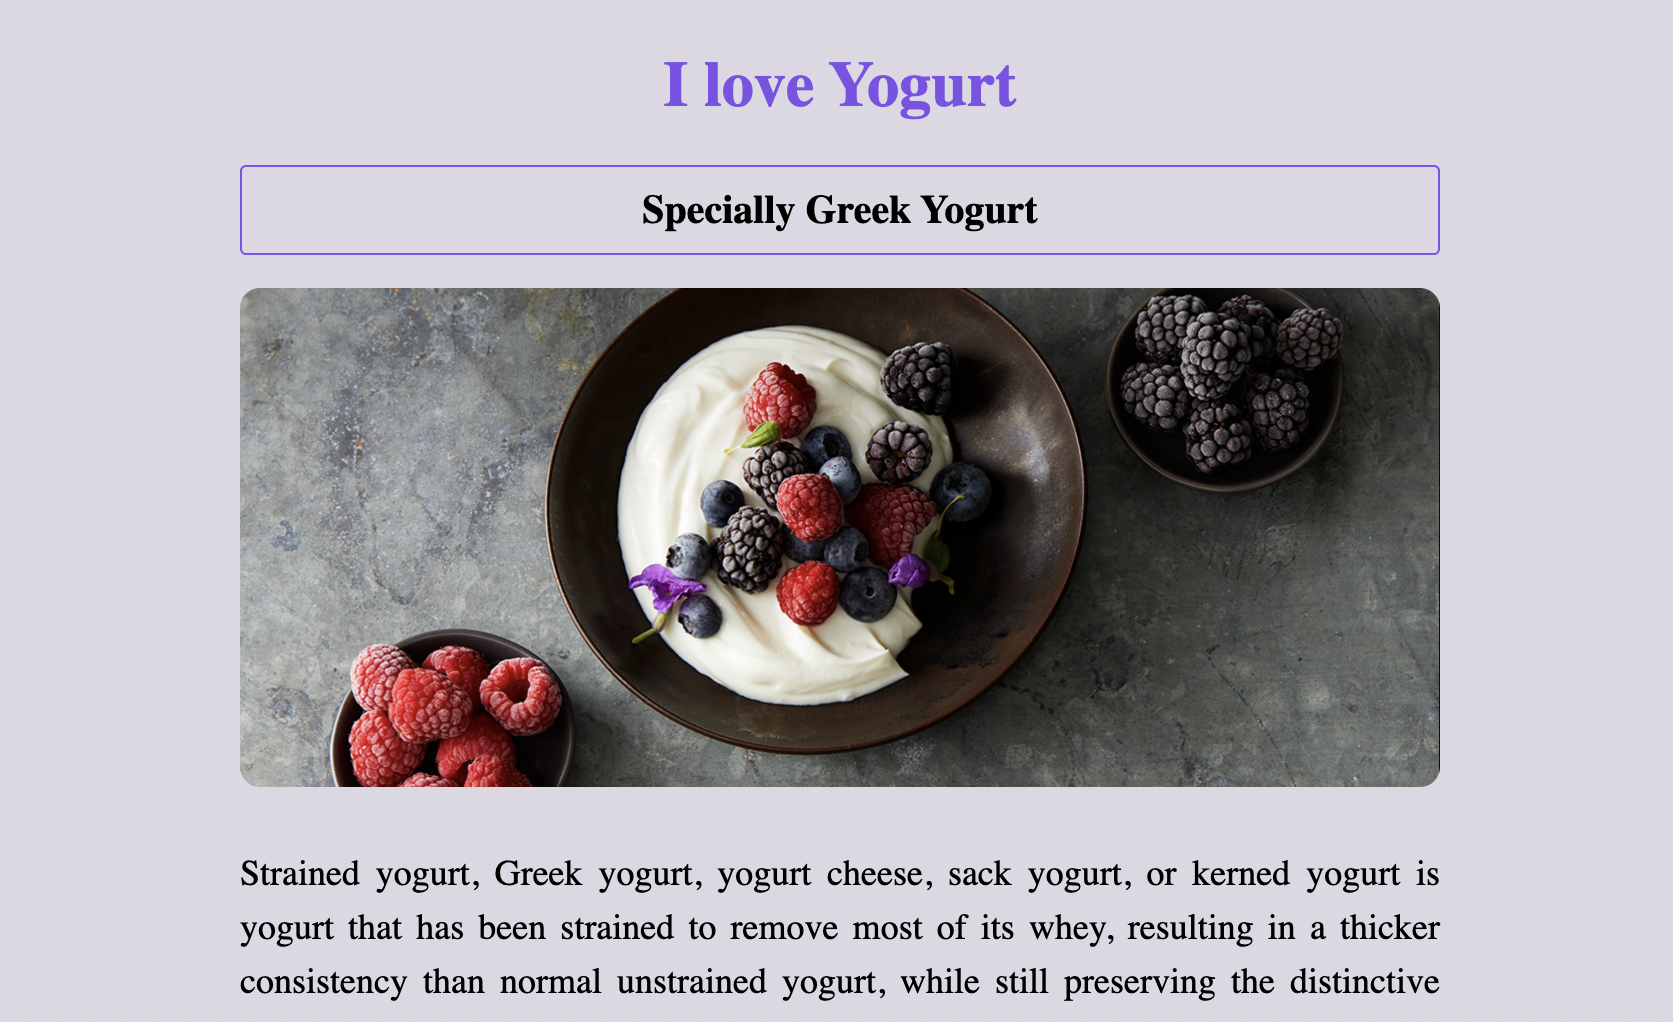 I love Yogurt
Specially Greek Yogurt
Strained yogurt, Greek yogurt, yogurt cheese, sack yogurt, or kerned yogurt is
yogurt that has been strained to remove most of its whey, resulting in a thicker
consistency than normal unstrained yogurt, while still preserving the distinctive